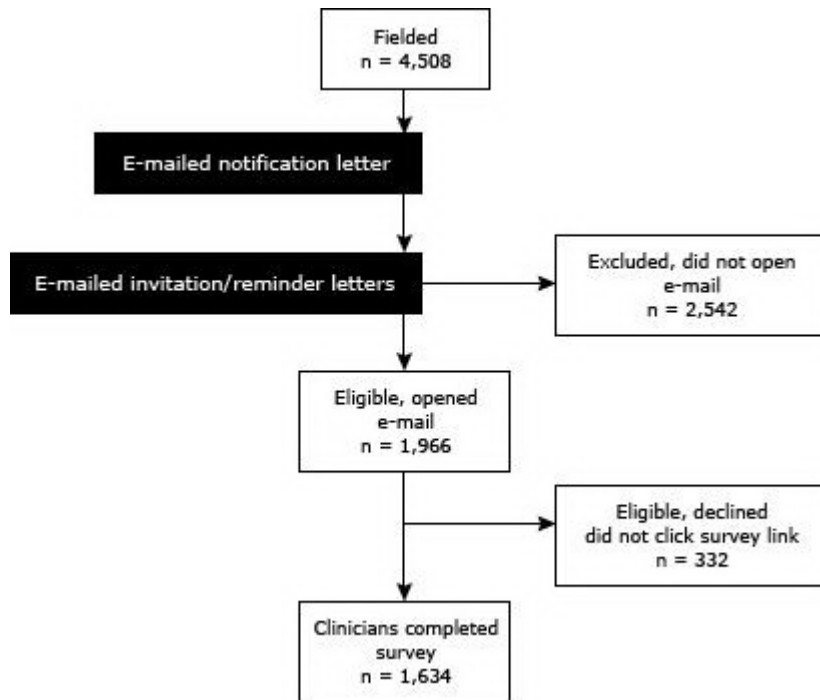 Fielded
n = 4,508
E-mailed notification letter
E-mailed invitation/reminder letters
Excluded, did not open
e-mail
n = 2,542
Eligible, opened
e-mail
n = 1,966
Eligible, declined
did not click survey link
n = 332
Clinicians completed
survey
n = 1,634